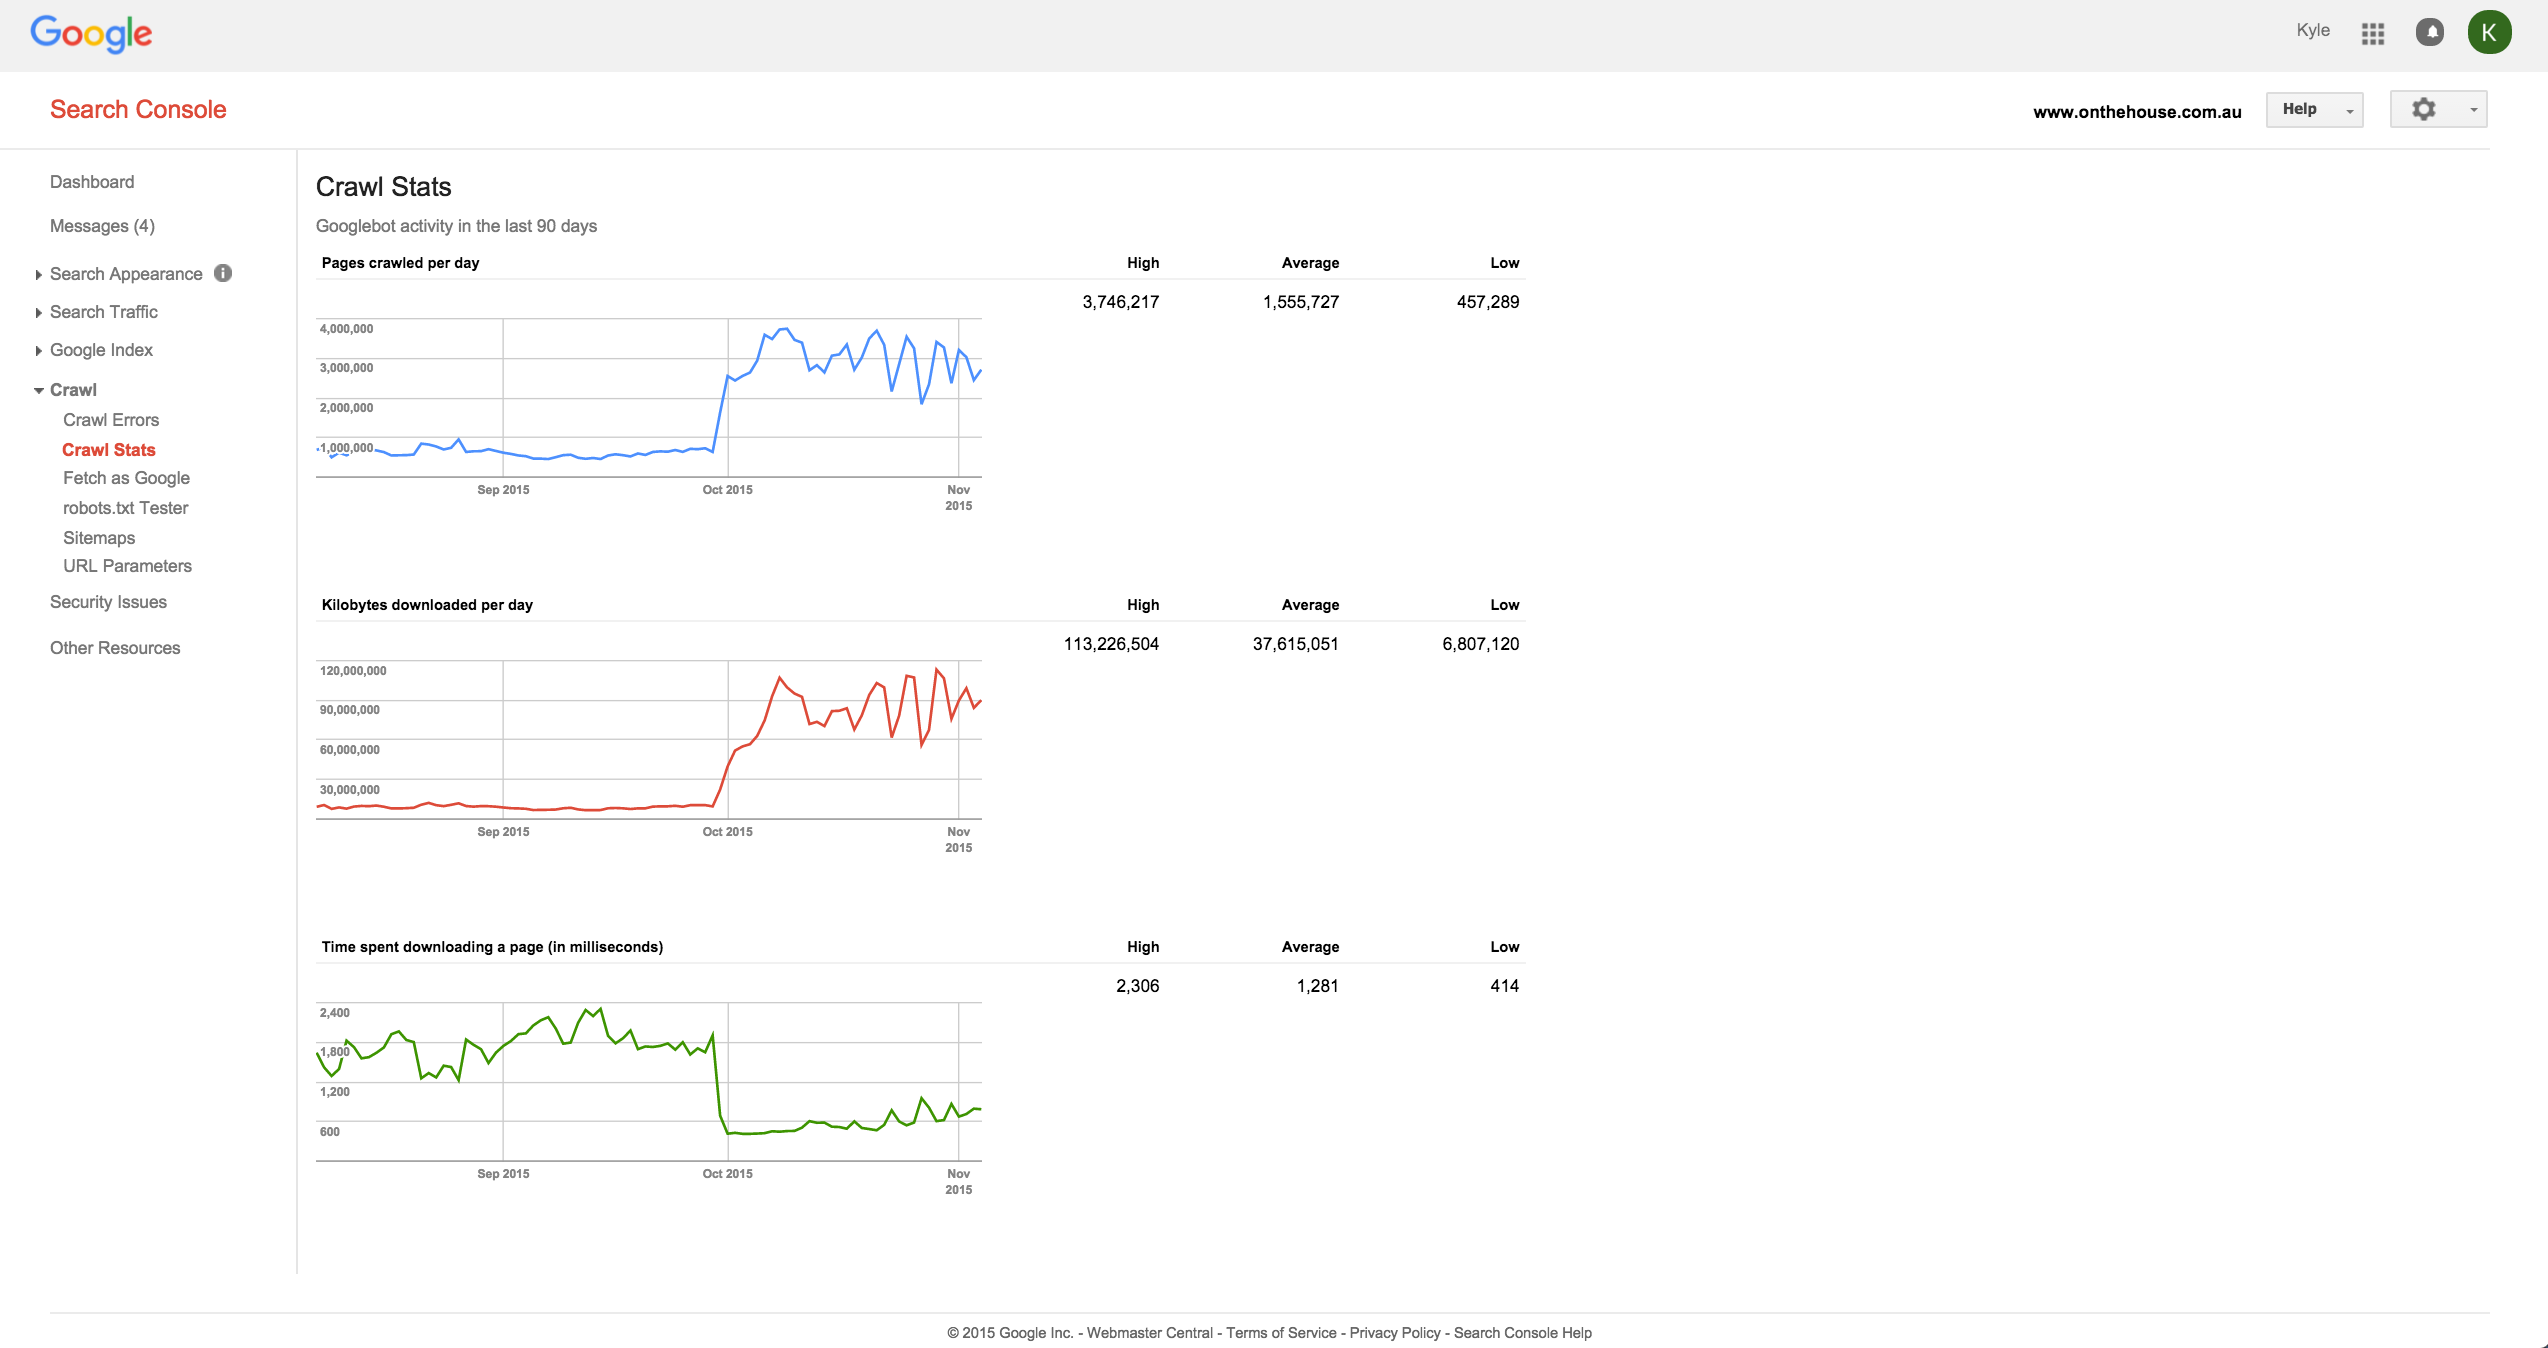 Google
Kyle
K
Search Console
www.onthehouse.com.au
Help
Dashboard
Messages (4)
Search Appearance
Search Traffic
Google Index
Crawl
Crawl Errors
Crawl Stats
Fetch as Google
robots.txt Tester
Sitemaps
URL Parameters
Security Issues
Other Resources
Crawl Stats
Googlebot activity in the last 90 days
Pages crawled per day High Average Low
3,746,217 1,555,727 457,289
4,000,000
3,000,000
2,000,000
1,000,000
Sep 2015 Oct 2015 Nov 2015
Kilobytes downloaded per day High Average Low
113,226,504 37,615,051 6,807,120
120,000,000
90,000,000
60,000,000
30,000,000
Sep 2015 Oct 2015 Nov 2015
Time spent downloading a page (in milliseconds) High Average Low
2,306 1,281 414
2,400
1,800
1,200
600
Sep 2015 Oct 2015 Nov 2015
© 2015 Google Inc. - Webmaster Central - Terms of Service - Privacy Policy - Search Console Help